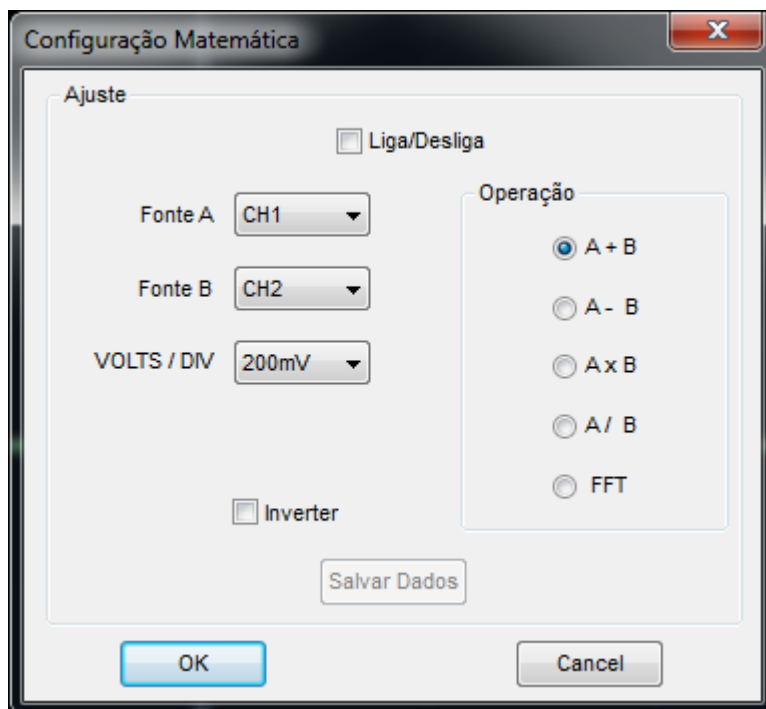 Configuração Matemática
Ajuste
Liga/Desliga
Fonte A CH1
Fonte B CH2
VOLTS / DIV 200mV
Inverter
Operação
A + B
A - B
A x B
A / B
FFT
Salvar Dados
OK Cancel